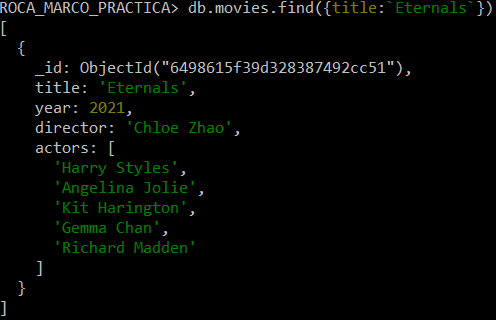 ROCA_MARCO_PRACTICA> db.movies.find({title:`Eternals`})
[
  {
    _id: ObjectId("6498615f39d328387492cc51"),
    title: 'Eternals',
    year: 2021,
    director: 'Chloe Zhao',
    actors: [
      'Harry Styles',
      'Angelina Jolie',
      'Kit Harington',
      'Gemma Chan',
      'Richard Madden'
    ]
  }
]